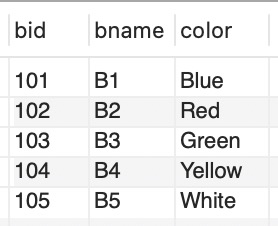 bid bname color
101 B1 Blue
102 B2 Red
103 B3 Green
104 B4 Yellow
105 B5 White